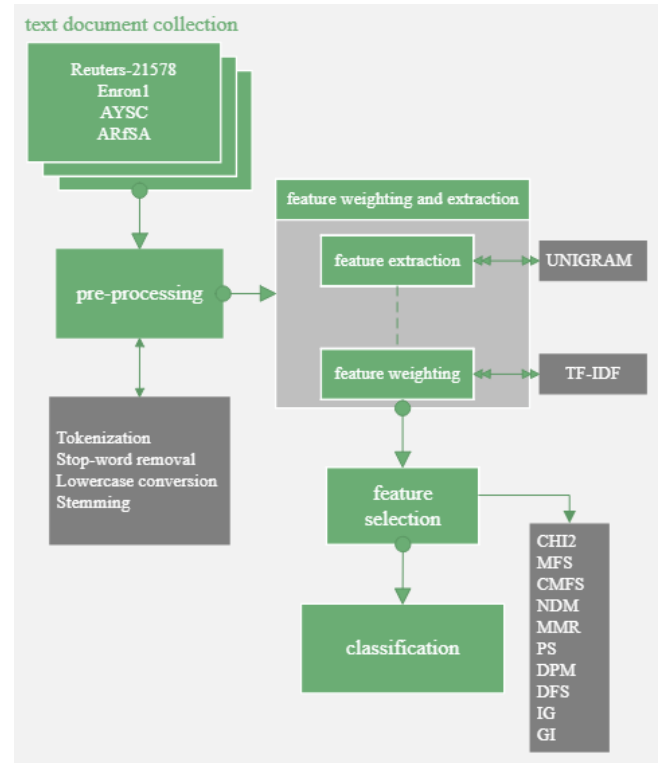 text document collection
Reuters-21578
Enron1
AYSC
ARfSA
feature weighting and extraction
feature extraction
UNIGRAM
pre-processing
feature weighting
TF-IDF
Tokenization
Stop-word removal
Lowercase conversion
Stemming
feature
selection
CHI2
MFS
CMFS
NDM
MMR
PS
DPM
DFS
IG
GI
classification